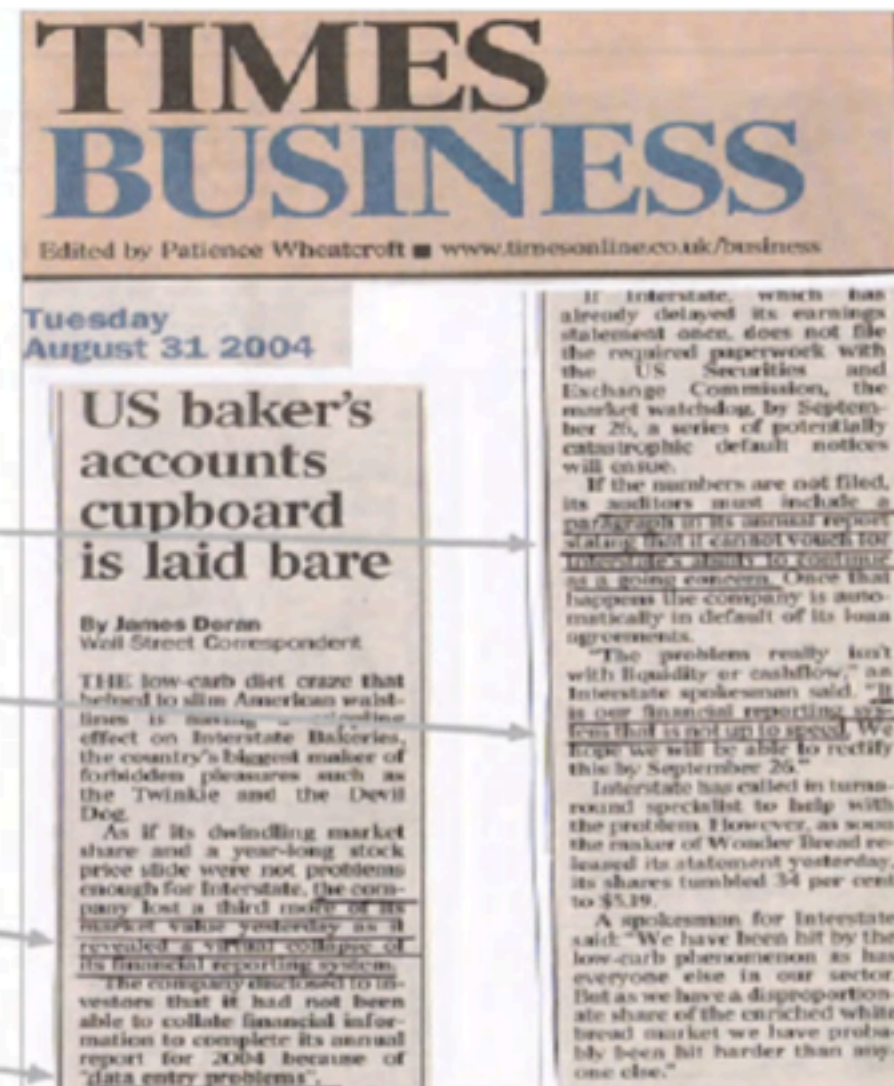 TIMES
BUSINESS
Edited by Patience Wheatcroft ■ www.timesonline.co.uk/business
Tuesday
August 31 2004
US baker's
accounts
cupboard
is laid bare
By James Doran
Wall Street Correspondent
THE low-carb diet craze that
helped to slim American waist-
lines is having a
effect on Interstate Bakeries,
the country's biggest maker of
forbidden pleasures such as
the Twinkie and the Devil
Dog.
As if its dwindling market
share and a year-long stock
price slide were not problems
enough for Interstate, the com-
pany lost a third more of its
market value yesterday as it
revealed a virtual collapse of
its financial reporting system.
The company disclosed to in-
vestors that it had not been
able to collate financial infor-
mation to complete its annual
report for 2004 because of
"data entry problems".
If Interstate, which has
already delayed its earnings
statement once, does not file
the required paperwork with
the US Securities and
Exchange Commission, the
market watchdog, by Septem-
ber 26, a series of potentially
catastrophic default notices
will ensue.
If the numbers are not filed,
its auditors must include a
paragraph in its annual report
stating that it cannot vouch for
Interstate's ability to continue
as a going concern. Once that
happens the company is auto-
matically in default of its loan
agreements.
"The problem really isn't
with liquidity or cashflow," an
Interstate spokesman said. "It
is our financial reporting sys-
tem that is not up to speed. We
hope we will be able to rectify
this by September 26."
Interstate has called in turna-
round specialist to help with
the problem. However, as soon
the maker of Wonder Bread re-
leased its statement yesterday,
its shares tumbled 34 per cent
to $5.19.
A spokesman for Interstate
said: "We have been hit by the
low-carb phenomenon as has
everyone else in our sector.
But as we have a disproportion-
ate share of the enriched white
bread market we have proba-
bly been hit harder than any
one else."